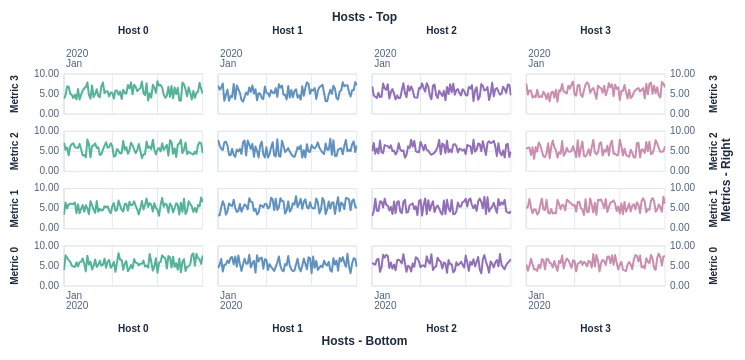 Hosts - Top
Host 0 Host 1 Host 2 Host 3
2020 2020 2020 2020
Jan Jan Jan Jan
Metric 3 10.00 5.00 0.00 10.00 5.00 0.00 Metric 3
Metric 2 10.00 5.00 0.00 10.00 5.00 0.00 Metric 2
Metric 1 10.00 5.00 0.00 10.00 5.00 0.00 Metric 1
Metric 0 10.00 5.00 0.00 10.00 5.00 0.00 Metric 0
Metrics - Right
Jan Jan Jan Jan
2020 2020 2020 2020
Host 0 Host 1 Host 2 Host 3
Hosts - Bottom